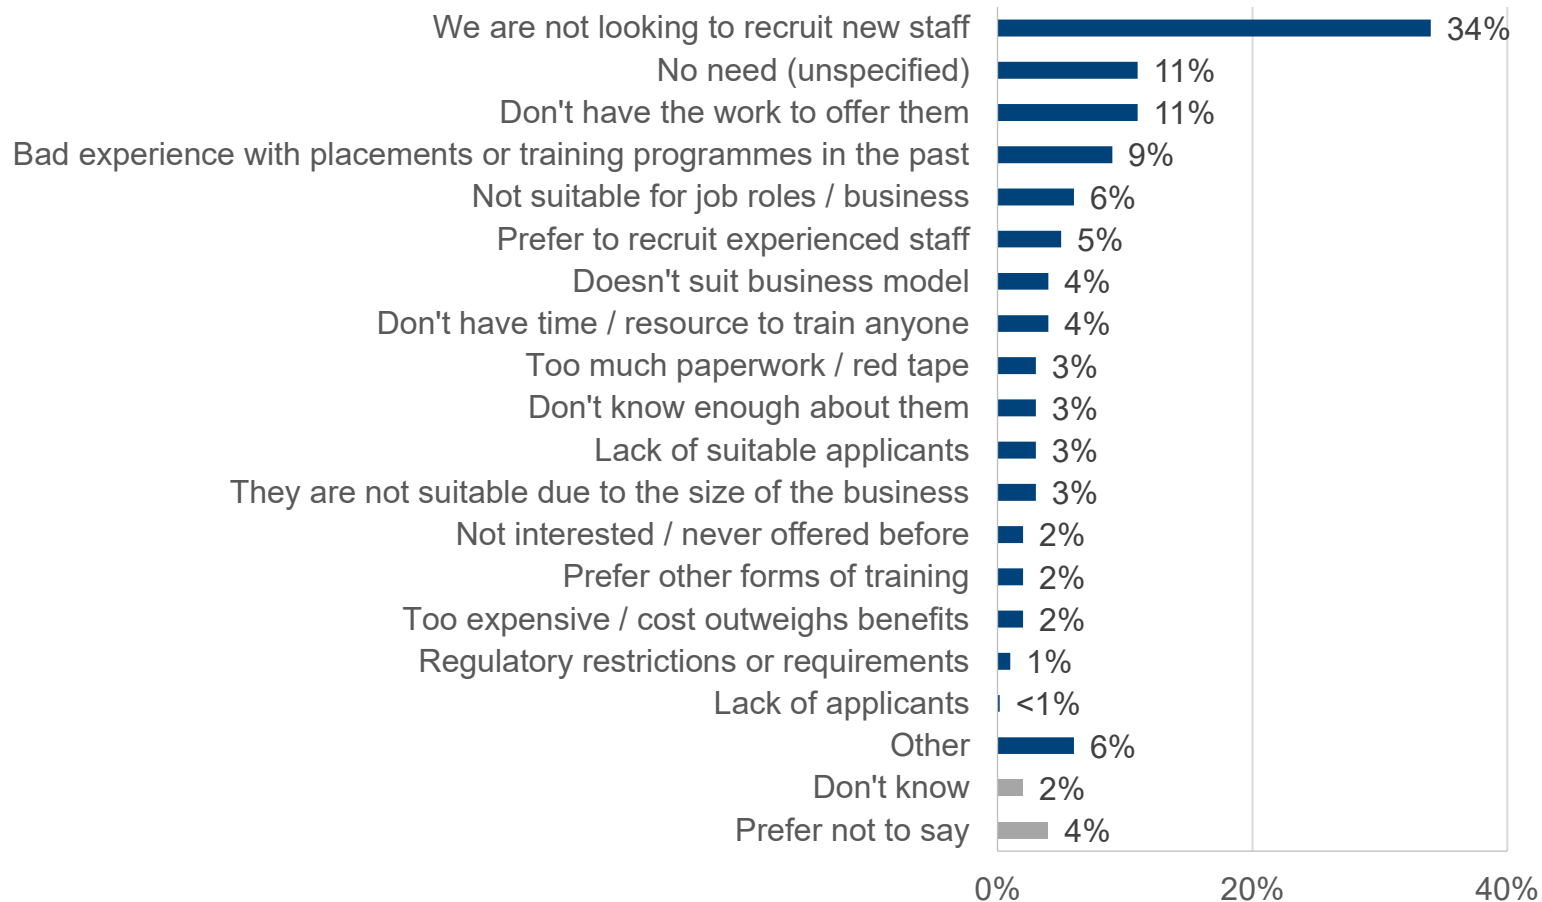 We are not looking to recruit new staff 34%
No need (unspecified) 11%
Don't have the work to offer them 11%
Bad experience with placements or training programmes in the past 9%
Not suitable for job roles / business 6%
Prefer to recruit experienced staff 5%
Doesn't suit business model 4%
Don't have time / resource to train anyone 4%
Too much paperwork / red tape 3%
Don't know enough about them 3%
Lack of suitable applicants 3%
They are not suitable due to the size of the business 3%
Not interested / never offered before 2%
Prefer other forms of training 2%
Too expensive / cost outweighs benefits 2%
Regulatory restrictions or requirements 1%
Lack of applicants <1%
Other 6%
Don't know 2%
Prefer not to say 4%
0% 20% 40%